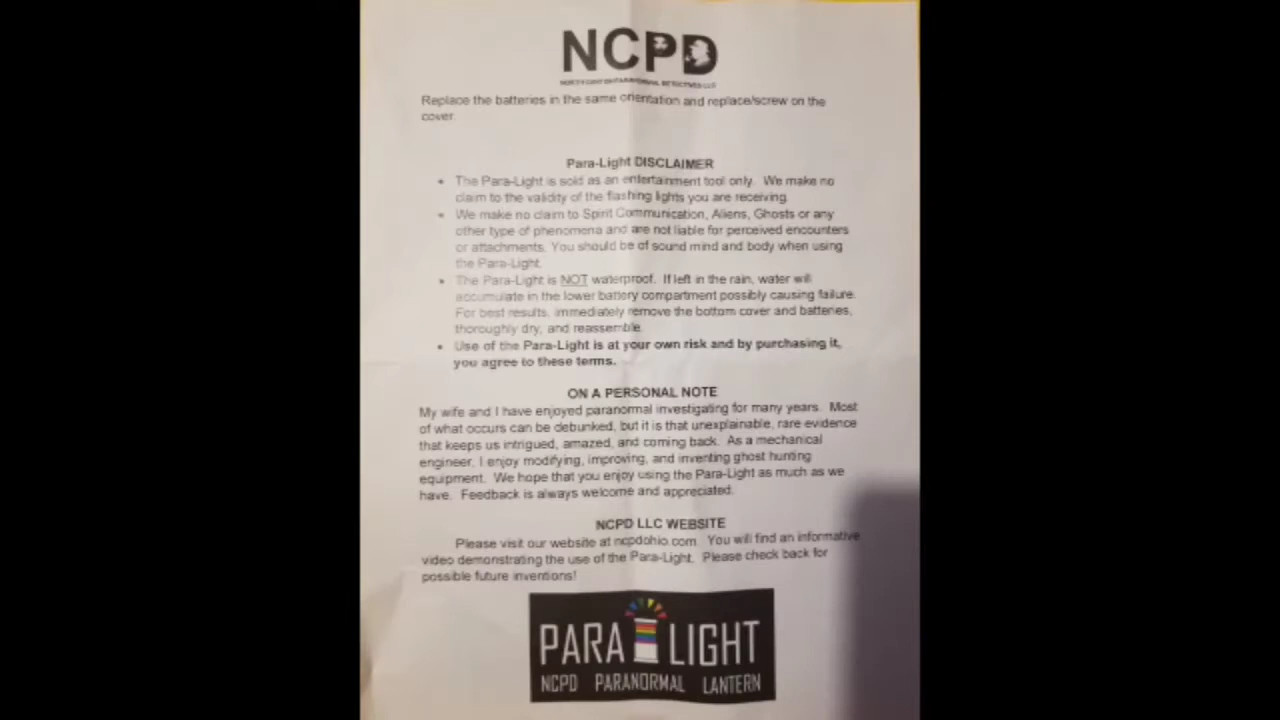 NCPD
NORTH CANTON PARANORMAL DETECTIVES LLC
Replace the batteries in the same orientation and replace/screw on the
cover.
Para-Light DISCLAIMER
• The Para-Light is sold as an entertainment tool only. We make no
claim to the validity of the flashing lights you are receiving.
• We make no claim to Spirit Communication, Aliens, Ghosts or any
other type of phenomena and are not liable for perceived encounters
or attachments. You should be of sound mind and body when using
the Para-Light.
• The Para-Light is NOT waterproof. If left in the rain, water will
accumulate in the lower battery compartment possibly causing failure.
For best results, immediately remove the bottom cover and batteries,
thoroughly dry, and reassemble.
• Use of the Para-Light is at your own risk and by purchasing it,
you agree to these terms.
ON A PERSONAL NOTE
My wife and I have enjoyed paranormal investigating for many years. Most
of what occurs can be debunked, but it is that unexplainable, rare evidence
that keeps us intrigued, amazed, and coming back. As a mechanical
engineer, I enjoy modifying, improving, and inventing ghost hunting
equipment. We hope that you enjoy using the Para-Light as much as we
have. Feedback is always welcome and appreciated.
NCPD LLC WEBSITE
Please visit our website at ncpdohio.com. You will find an informative
video demonstrating the use of the Para-Light. Please check back for
possible future inventions!
PARA LIGHT
NCPD PARANORMAL LANTERN